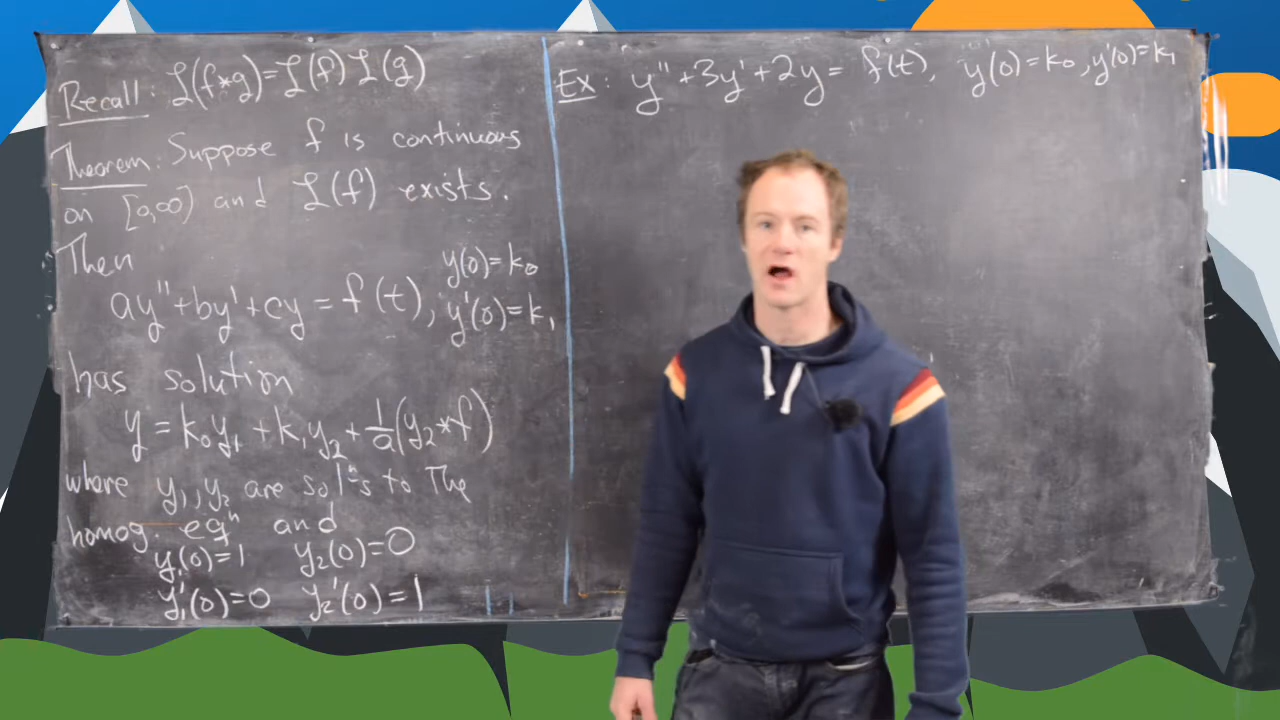 Recall: ℒ(f*g)=ℒ(f)ℒ(g)
Theorem: Suppose f is continuous
on [0,∞) and ℒ(f) exists.
Then
y(0)=k₀
ay''+by'+cy=f(t), y'(0)=k₁
has solution
y=k₀y₁+k₁y₂+1/a(y₂*f)
where y₁,y₂ are solⁿs to the
homog. eqⁿ and
y₁(0)=1 y₂(0)=0
y₁'(0)=0 y₂'(0)=1
Ex: y''+3y'+2y= f(t), y(0)=k₀, y'(0)=k₁